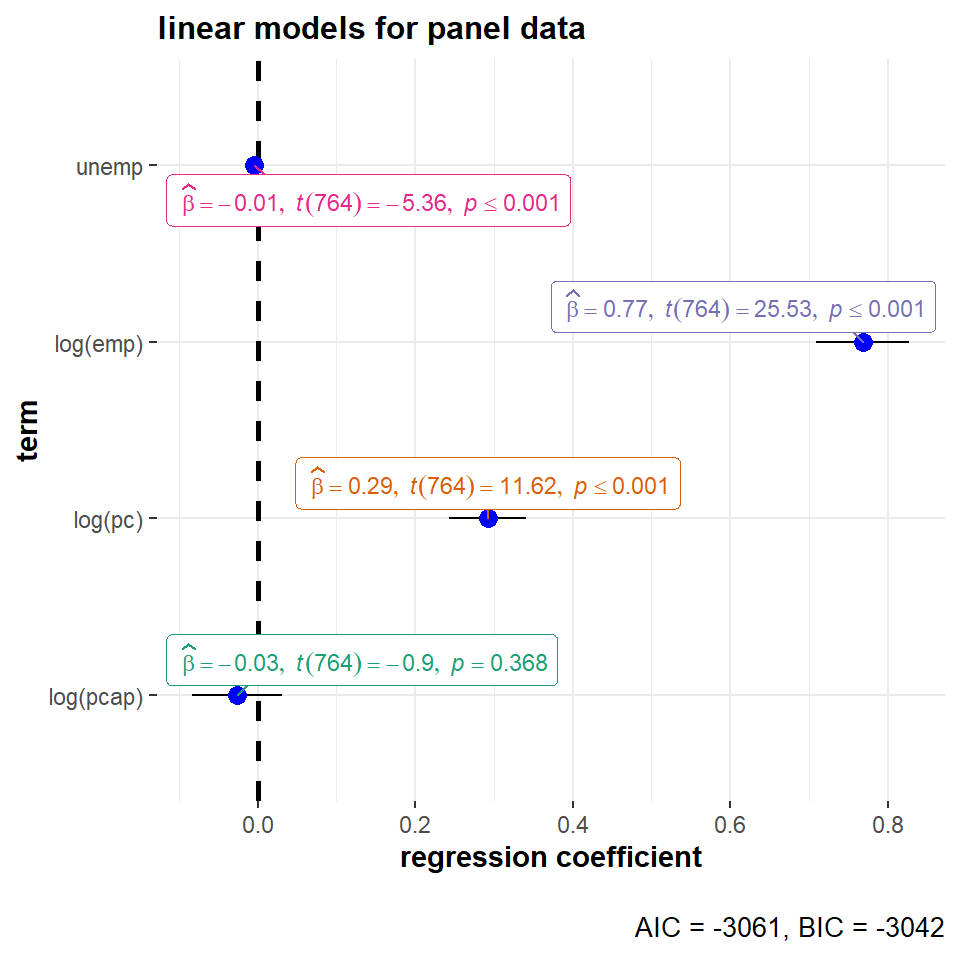 linear models for panel data
unemp
β̂ = −0.01, t(764) = −5.36, p ≤ 0.001
β̂ = 0.77, t(764) = 25.53, p ≤ 0.001
log(emp)
term
β̂ = 0.29, t(764) = 11.62, p ≤ 0.001
log(pc)
β̂ = −0.03, t(764) = −0.9, p = 0.368
log(pcap)
0.0 0.2 0.4 0.6 0.8
regression coefficient
AIC = -3061, BIC = -3042